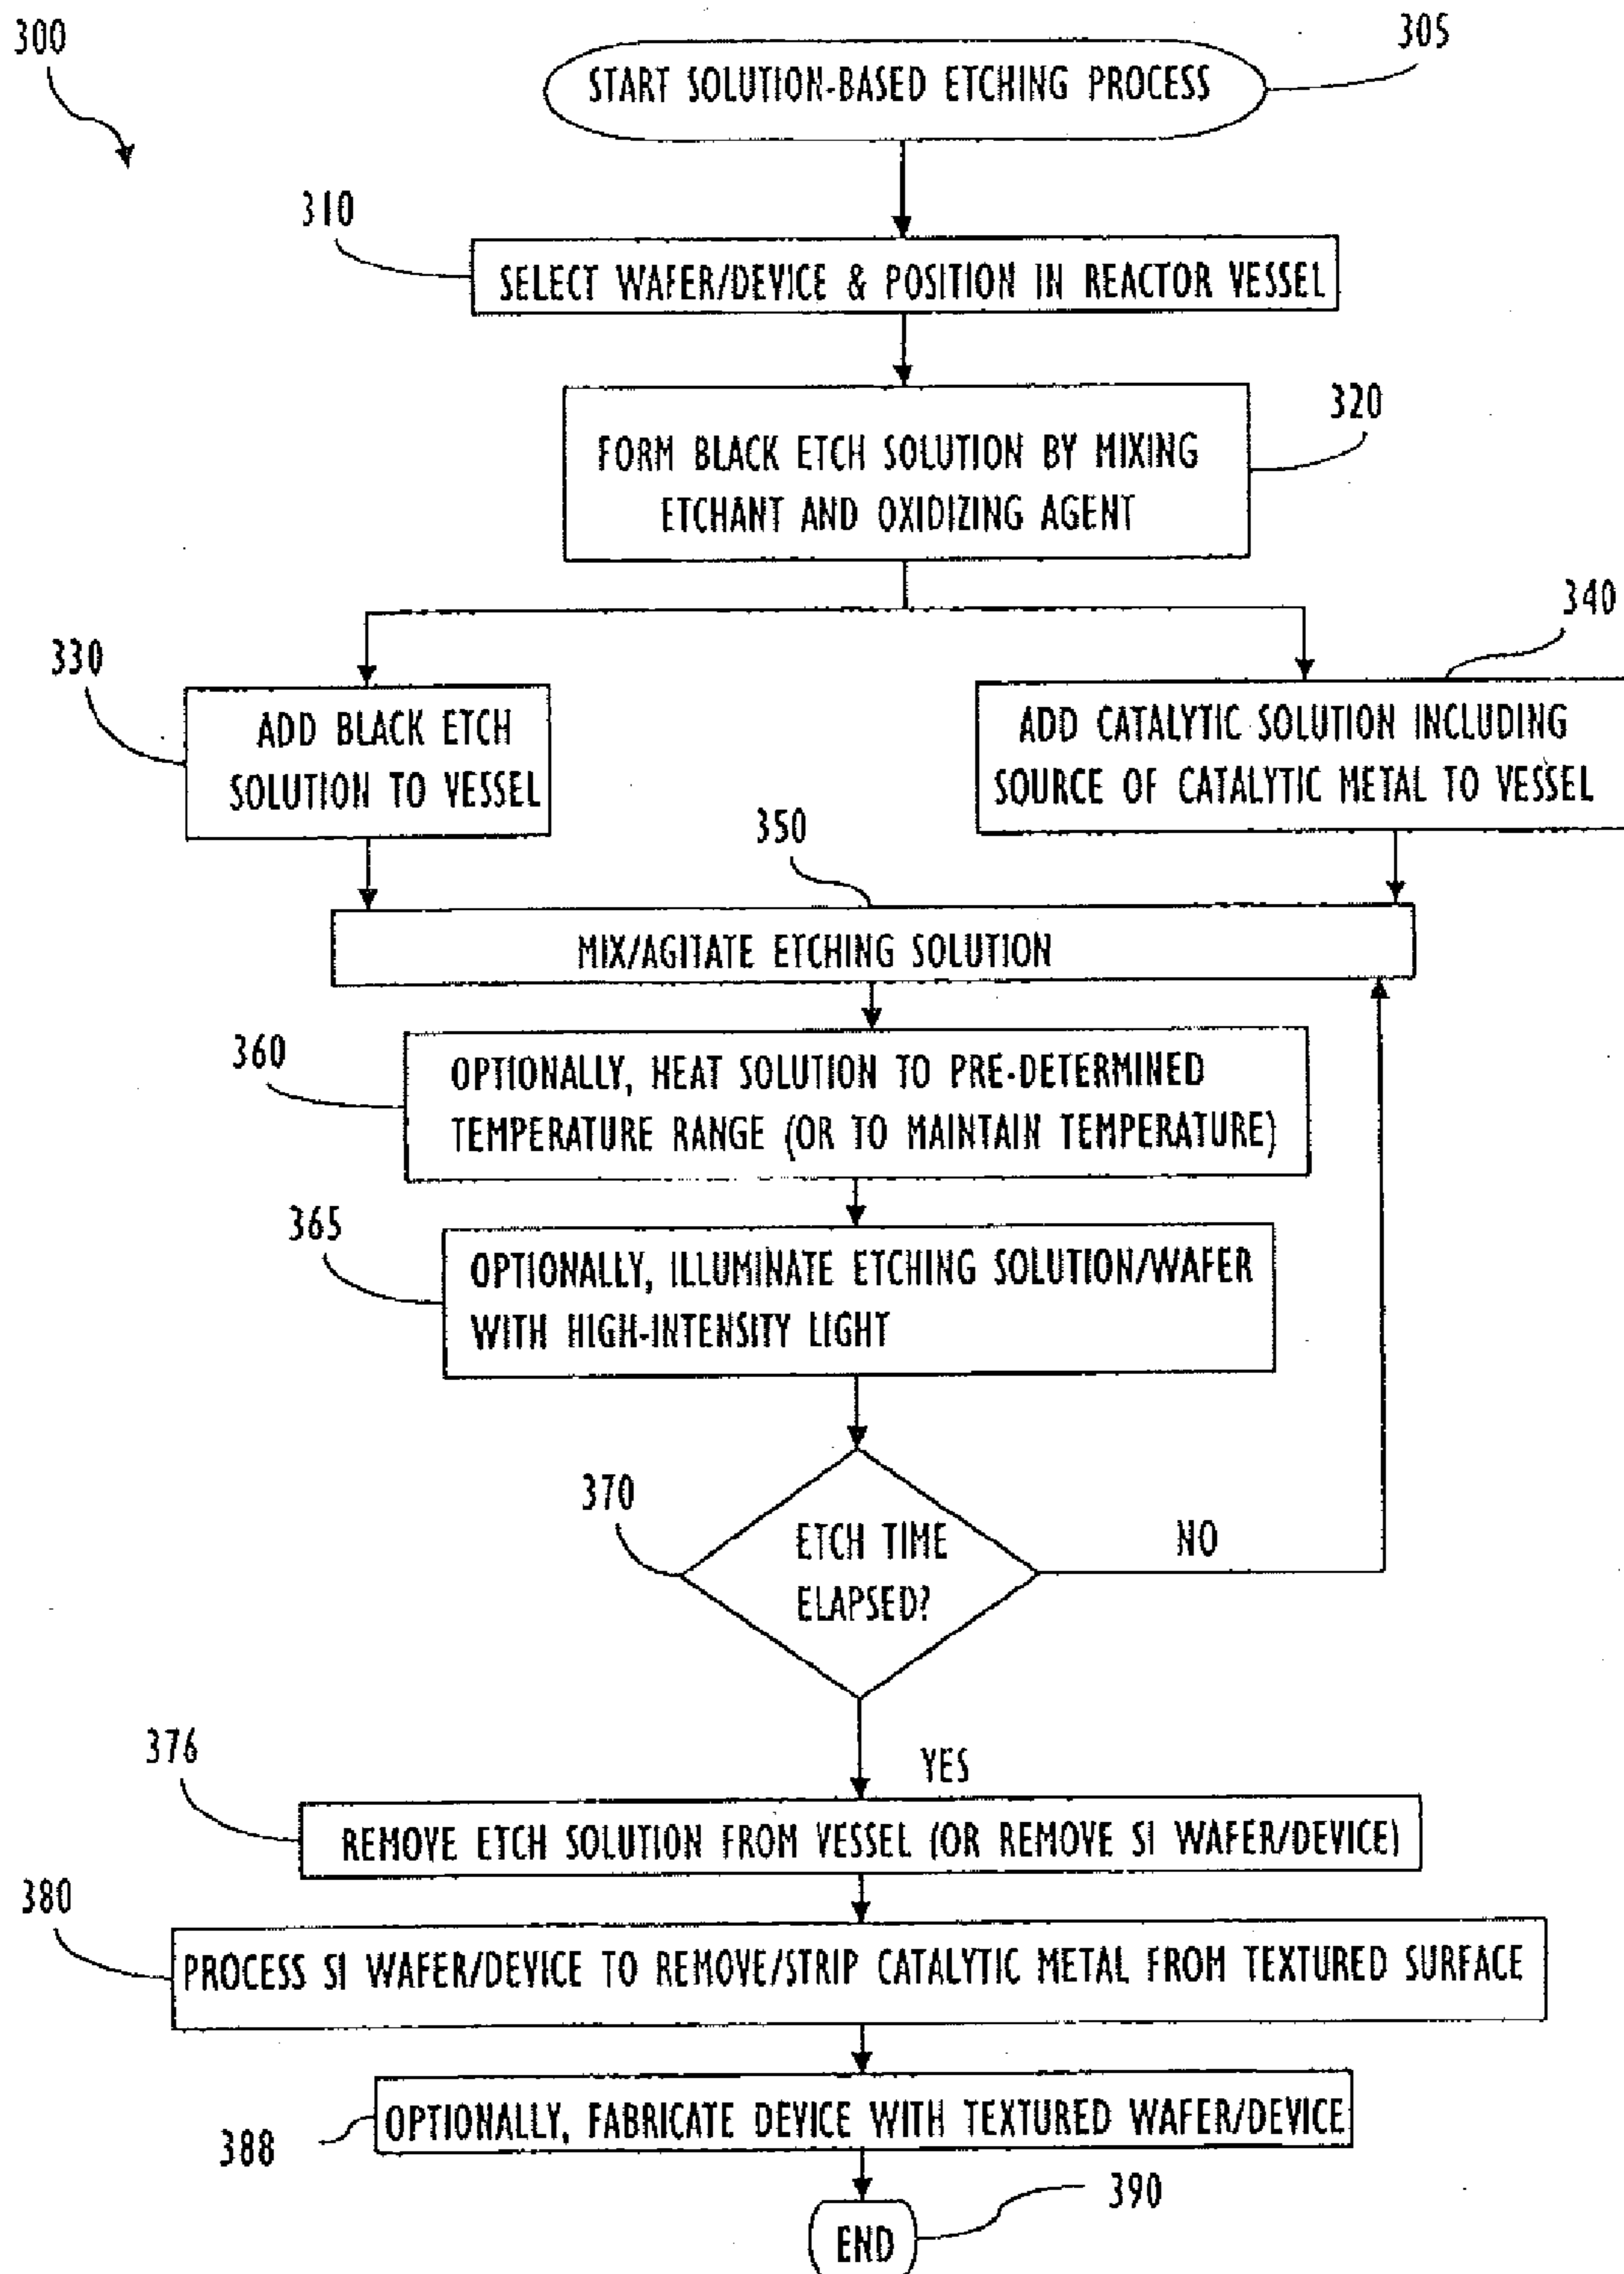 300
305
START SOLUTION-BASED ETCHING PROCESS
310
SELECT WAFER/DEVICE & POSITION IN REACTOR VESSEL
320
FORM BLACK ETCH SOLUTION BY MIXING
ETCHANT AND OXIDIZING AGENT
330
340
ADD BLACK ETCH
SOLUTION TO VESSEL
ADD CATALYTIC SOLUTION INCLUDING
SOURCE OF CATALYTIC METAL TO VESSEL
350
MIX/AGITATE ETCHING SOLUTION
360
OPTIONALLY, HEAT SOLUTION TO PRE-DETERMINED
TEMPERATURE RANGE (OR TO MAINTAIN TEMPERATURE)
365
OPTIONALLY, ILLUMINATE ETCHING SOLUTION/WAFER
WITH HIGH-INTENSITY LIGHT
370
ETCH TIME
ELAPSED?
NO
YES
376
REMOVE ETCH SOLUTION FROM VESSEL (OR REMOVE SI WAFER/DEVICE)
380
PROCESS SI WAFER/DEVICE TO REMOVE/STRIP CATALYTIC METAL FROM TEXTURED SURFACE
388
OPTIONALLY, FABRICATE DEVICE WITH TEXTURED WAFER/DEVICE
390
END